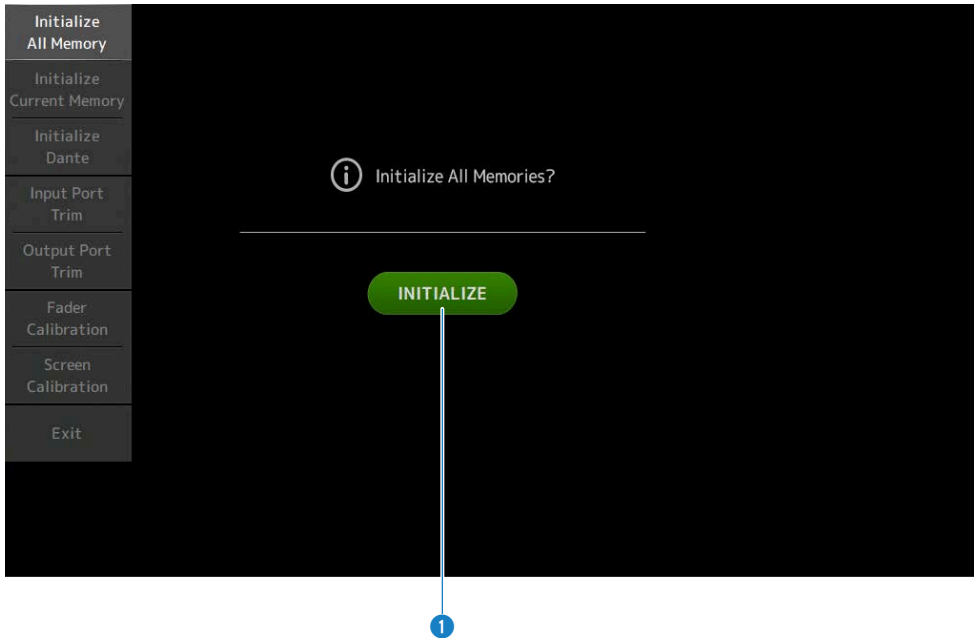 Initialize
All Memory
Initialize
Current Memory
Initialize
Dante
Input Port
Trim
Output Port
Trim
Fader
Calibration
Screen
Calibration
Exit
Initialize All Memories?
INITIALIZE
1